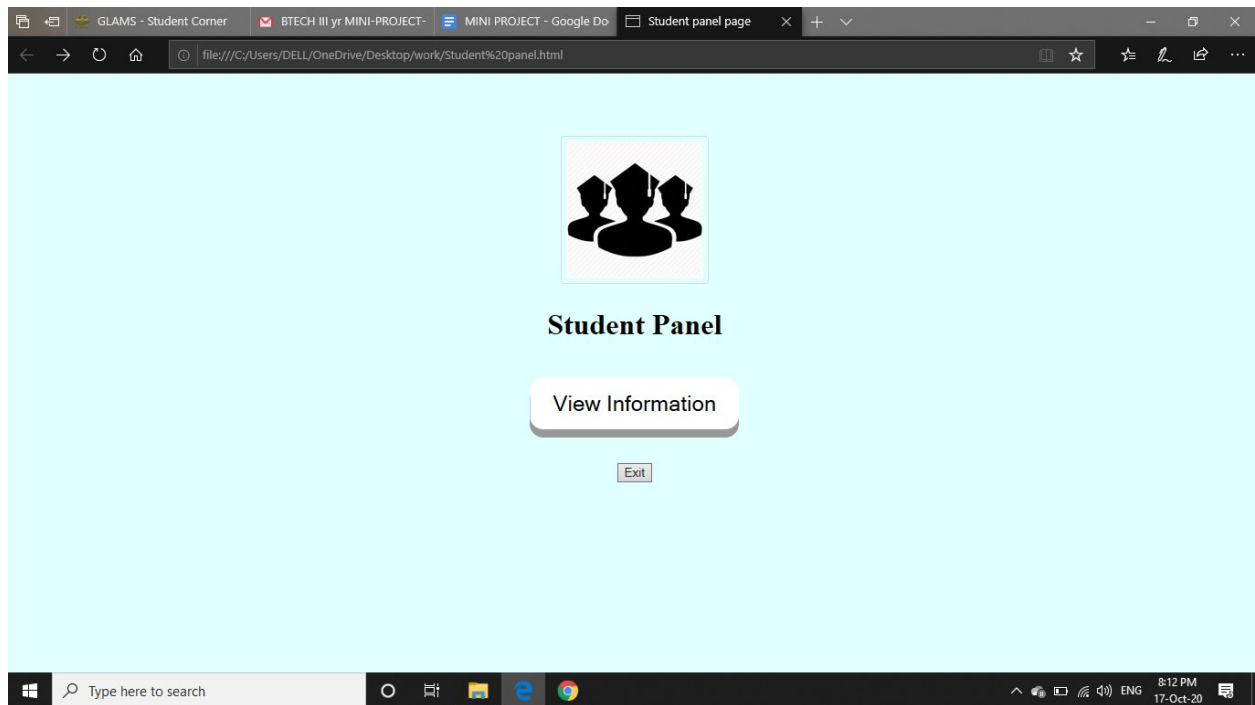 GLAMS - Student Corner
BTECH III yr MINI-PROJECT-
MINI PROJECT - Google Do
Student panel page
file:///C:/Users/DELL/OneDrive/Desktop/work/Student%20panel.html
Student Panel
View Information
Exit
Type here to search
ENG
8:12 PM
17-Oct-20